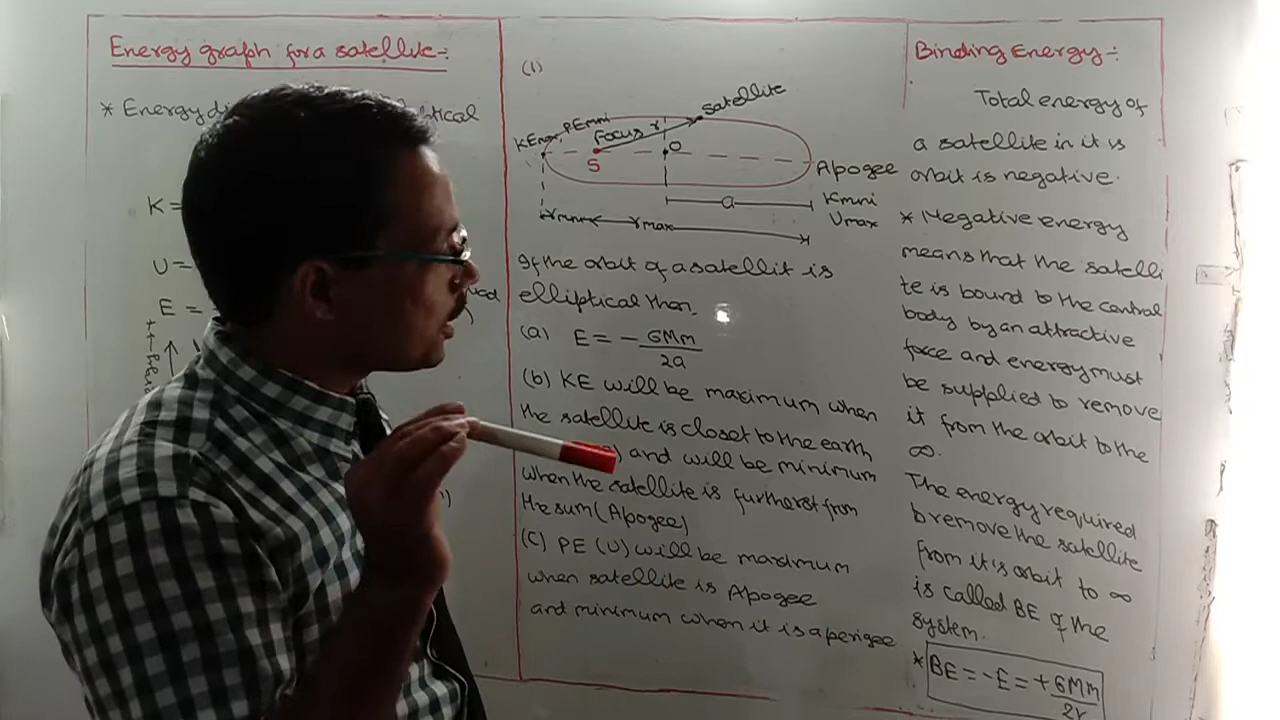 Energy graph for a satellite:-
* Energy di tical
K =
U =
E =
(1)
satellite
KEmax, PEmni
Focus r
S
O
Apogee
a
Kmni
Umax
rmni
rmax
If the orbit of a satellit is
elliptical than,
(a) E = - GMm
2a
(b) KE will be maximum when
the satellite is closet to the earth
) and will be minimum
when the satellite is furtherst from
the sum (Apogee)
(C) PE (U) will be maximum
when satellite is Apogee
and minimum when it is a perigee
Binding Energy:-
Total energy of
a satellite in it is
orbit is negative.
* Negative energy
means that the satelli
te is bound to the central
body by an attractive
force and energy must
be supplied to remove
it from the orbit to the
∞.
The energy required
to remove the satellite
from it's orbit to ∞
is called BE of the
system.
* BE = -E = + GMm
2r